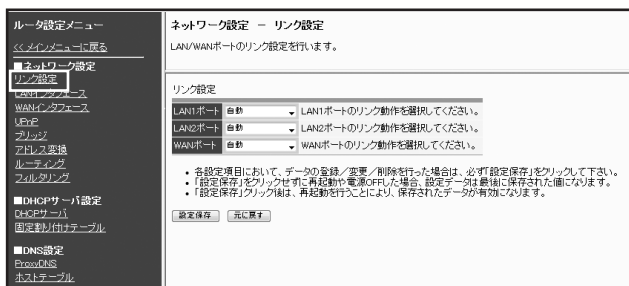 ルータ設定メニュー
<< メインメニューに戻る
■ネットワーク設定
リンク設定
LANインタフェース
WANインタフェース
UPnP
ブリッジ
アドレス変換
ルーティング
フィルタリング
■DHCPサーバ設定
DHCPサーバ
固定割り付けテーブル
■DNS設定
ProxyDNS
ホストテーブル
ネットワーク設定 － リンク設定
LAN/WANポートのリンク設定を行います。
リンク設定
LAN1ポート 自動 LAN1ポートのリンク動作を選択してください。
LAN2ポート 自動 LAN2ポートのリンク動作を選択してください。
WANポート 自動 WANポートのリンク動作を選択してください。
• 各設定項目において、データの登録／変更／削除を行った場合は、必ず「設定保存」をクリックして下さい。
• 「設定保存」をクリックせずに再起動や電源OFFした場合、設定データは最後に保存された値になります。
• 「設定保存」クリック後は、再起動を行うことにより、保存されたデータが有効になります。
設定保存 元に戻す